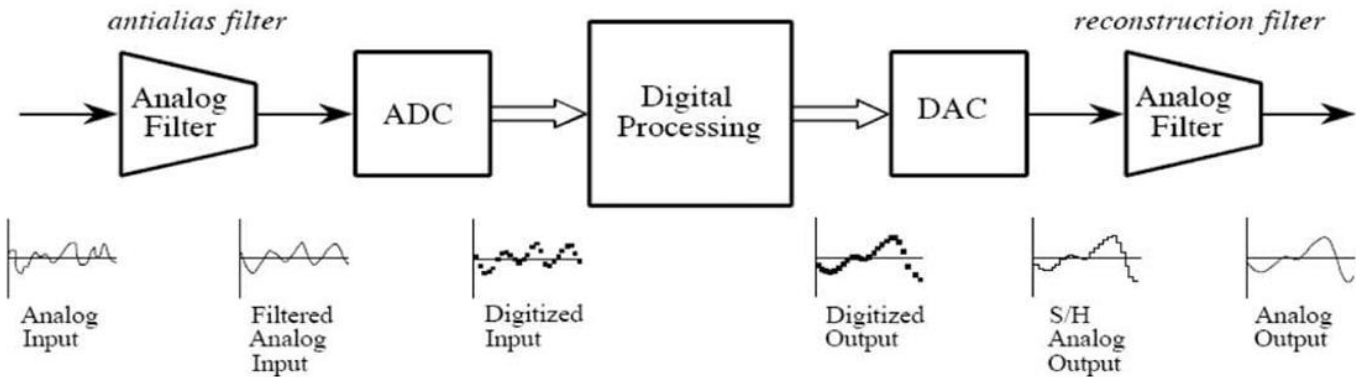 antialias filter
reconstruction filter
Analog
Filter
ADC
Digital
Processing
DAC
Analog
Filter
Analog
Input
Filtered
Analog
Input
Digitized
Input
Digitized
Output
S/H
Analog
Output
Analog
Output